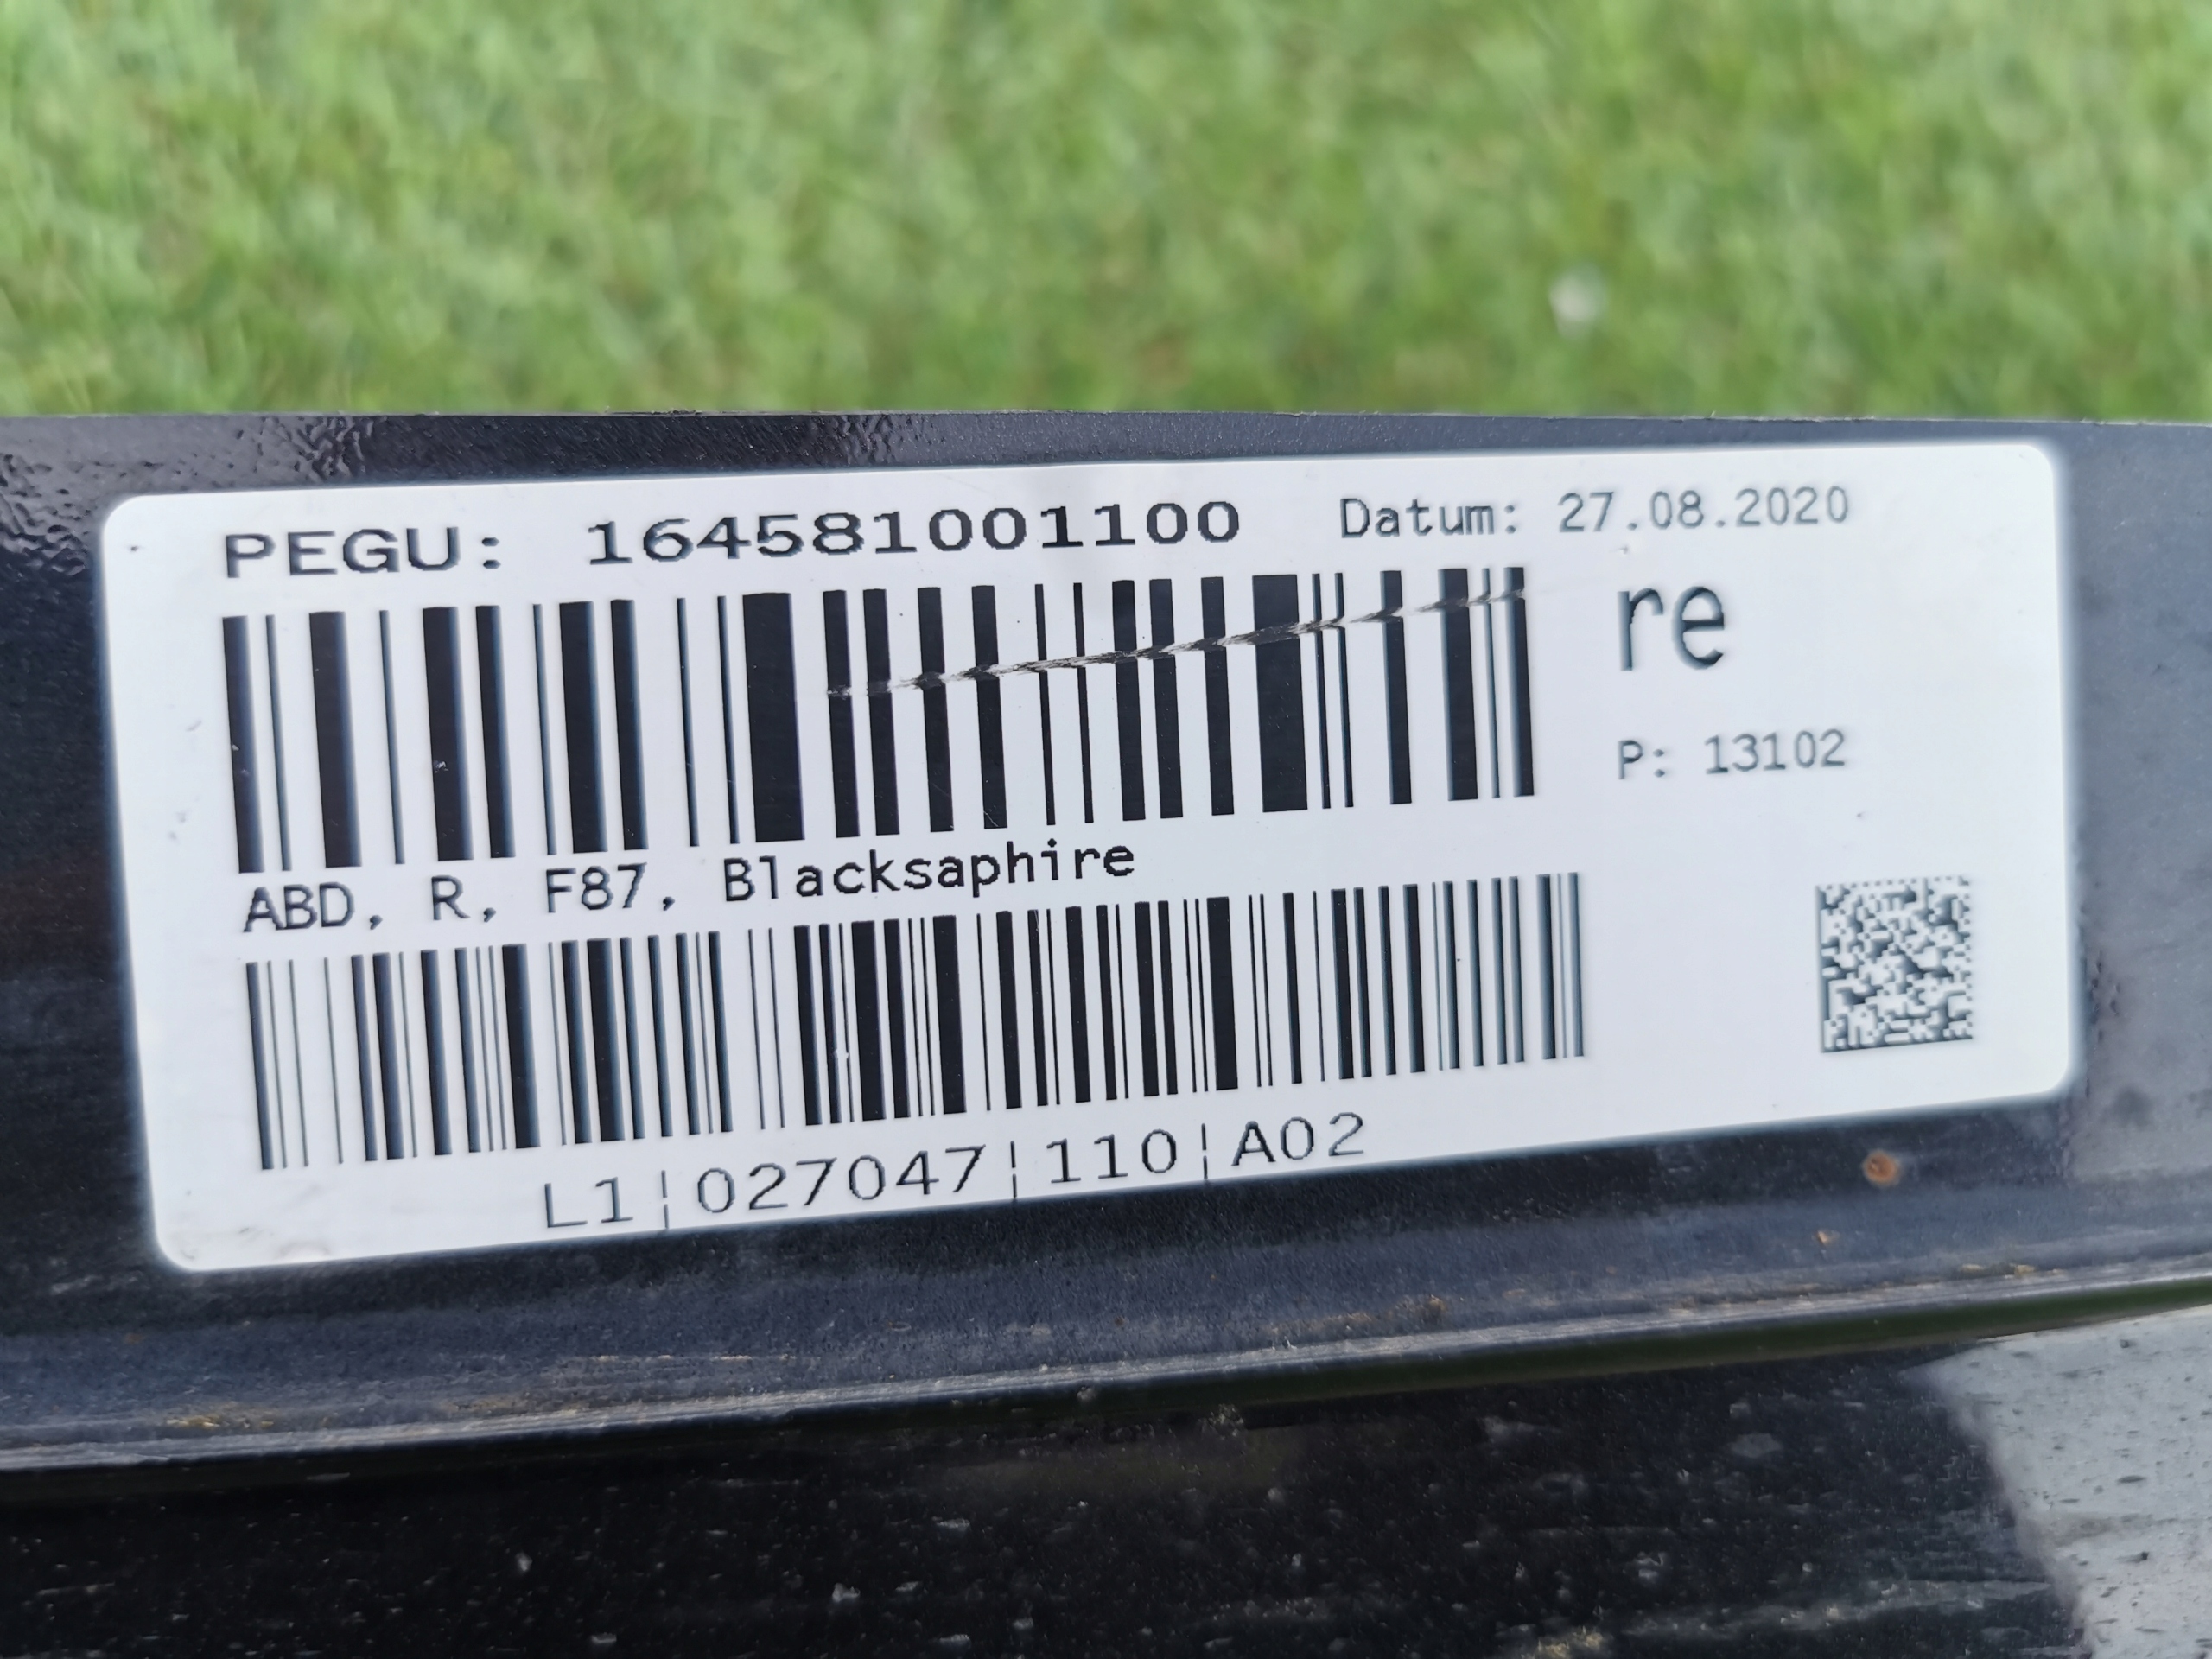 PEGU: 164581001100 Datum: 27.08.2020
re
P: 13102
ABD, R, F87, Blacksaphire
L1¦027047¦110¦A02